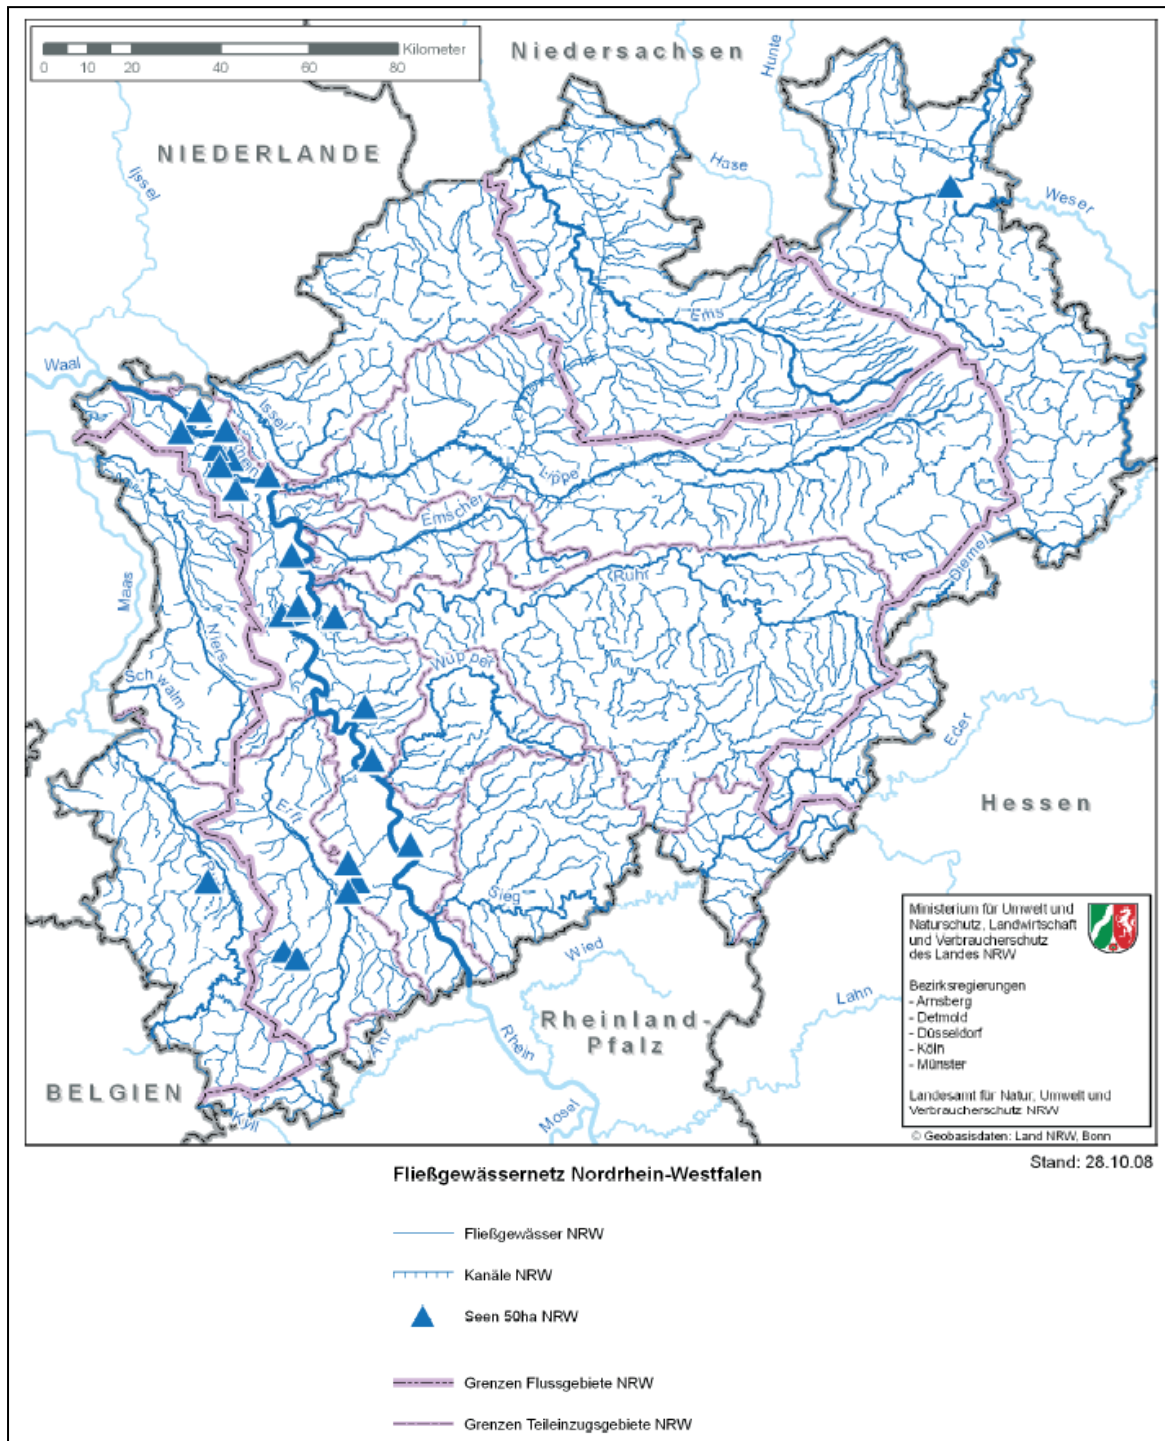 Kilometer
0 10 20 40 60 80
Niedersachsen
Hunte
NIEDERLANDE
Ijssel
Hase
Weser
Ems
Waal
Issel
Rhein
Lippe
Emscher
Maas
Ruhr
Diemel
Niers
Schwalm
Wupper
Eder
Erft
Hessen
Sieg
Wied
Lahn
Rheinland-
Pfalz
Rhein
Ahr
BELGIEN
Kyll
Mosel
Ministerium für Umwelt und
Naturschutz, Landwirtschaft
und Verbraucherschutz
des Landes NRW
Bezirksregierungen
- Arnsberg
- Detmold
- Düsseldorf
- Köln
- Münster
Landesamt für Natur, Umwelt und
Verbraucherschutz NRW
© Geobasisdaten: Land NRW, Bonn
Stand: 28.10.08
Fließgewässernetz Nordrhein-Westfalen
Fließgewässer NRW
Kanäle NRW
Seen 50ha NRW
Grenzen Flussgebiete NRW
Grenzen Teileinzugsgebiete NRW